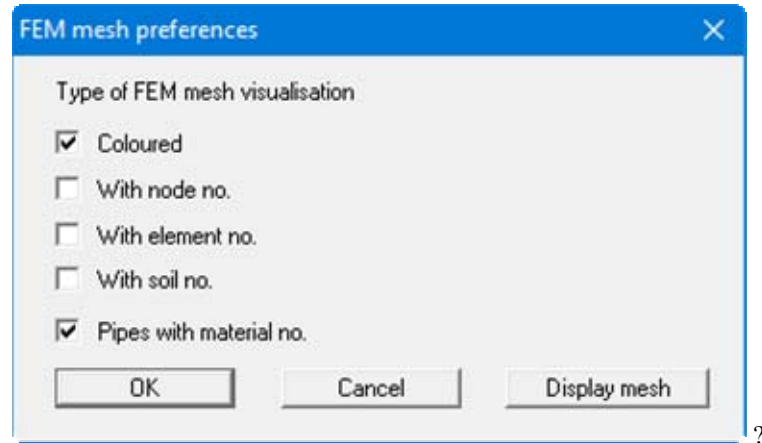 FEM mesh preferences
Type of FEM mesh visualisation
Coloured
With node no.
With element no.
With soil no.
Pipes with material no.
OK Cancel Display mesh
?